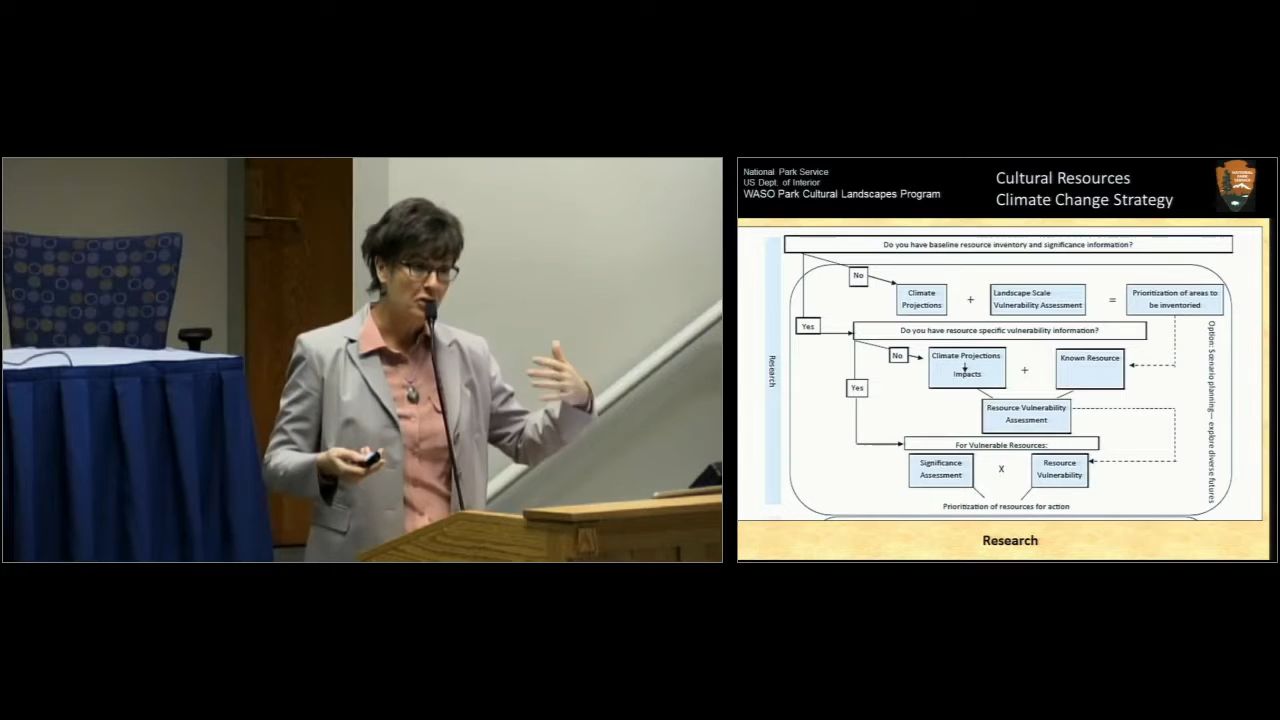 National Park Service
US Dept. of Interior
WASO Park Cultural Landscapes Program
Cultural Resources
Climate Change Strategy
NATIONAL
PARK
SERVICE
Do you have baseline resource inventory and significance information?
No
Climate
Projections
+
Landscape Scale
Vulnerability Assessment
=
Prioritization of areas to
be inventoried
Yes
Do you have resource specific vulnerability information?
No
Climate Projections
Impacts
+
Known Resource
Yes
Resource Vulnerability
Assessment
For Vulnerable Resources:
Significance
Assessment
X
Resource
Vulnerability
Prioritization of resources for action
Research
Option: Scenario planning— explore diverse futures
Research